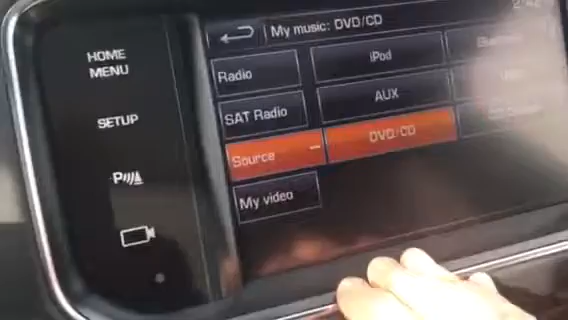 My music: DVD/CD
HOME
MENU
SETUP
P
Radio
iPod
SAT Radio
AUX
Source
DVD/CD
My video